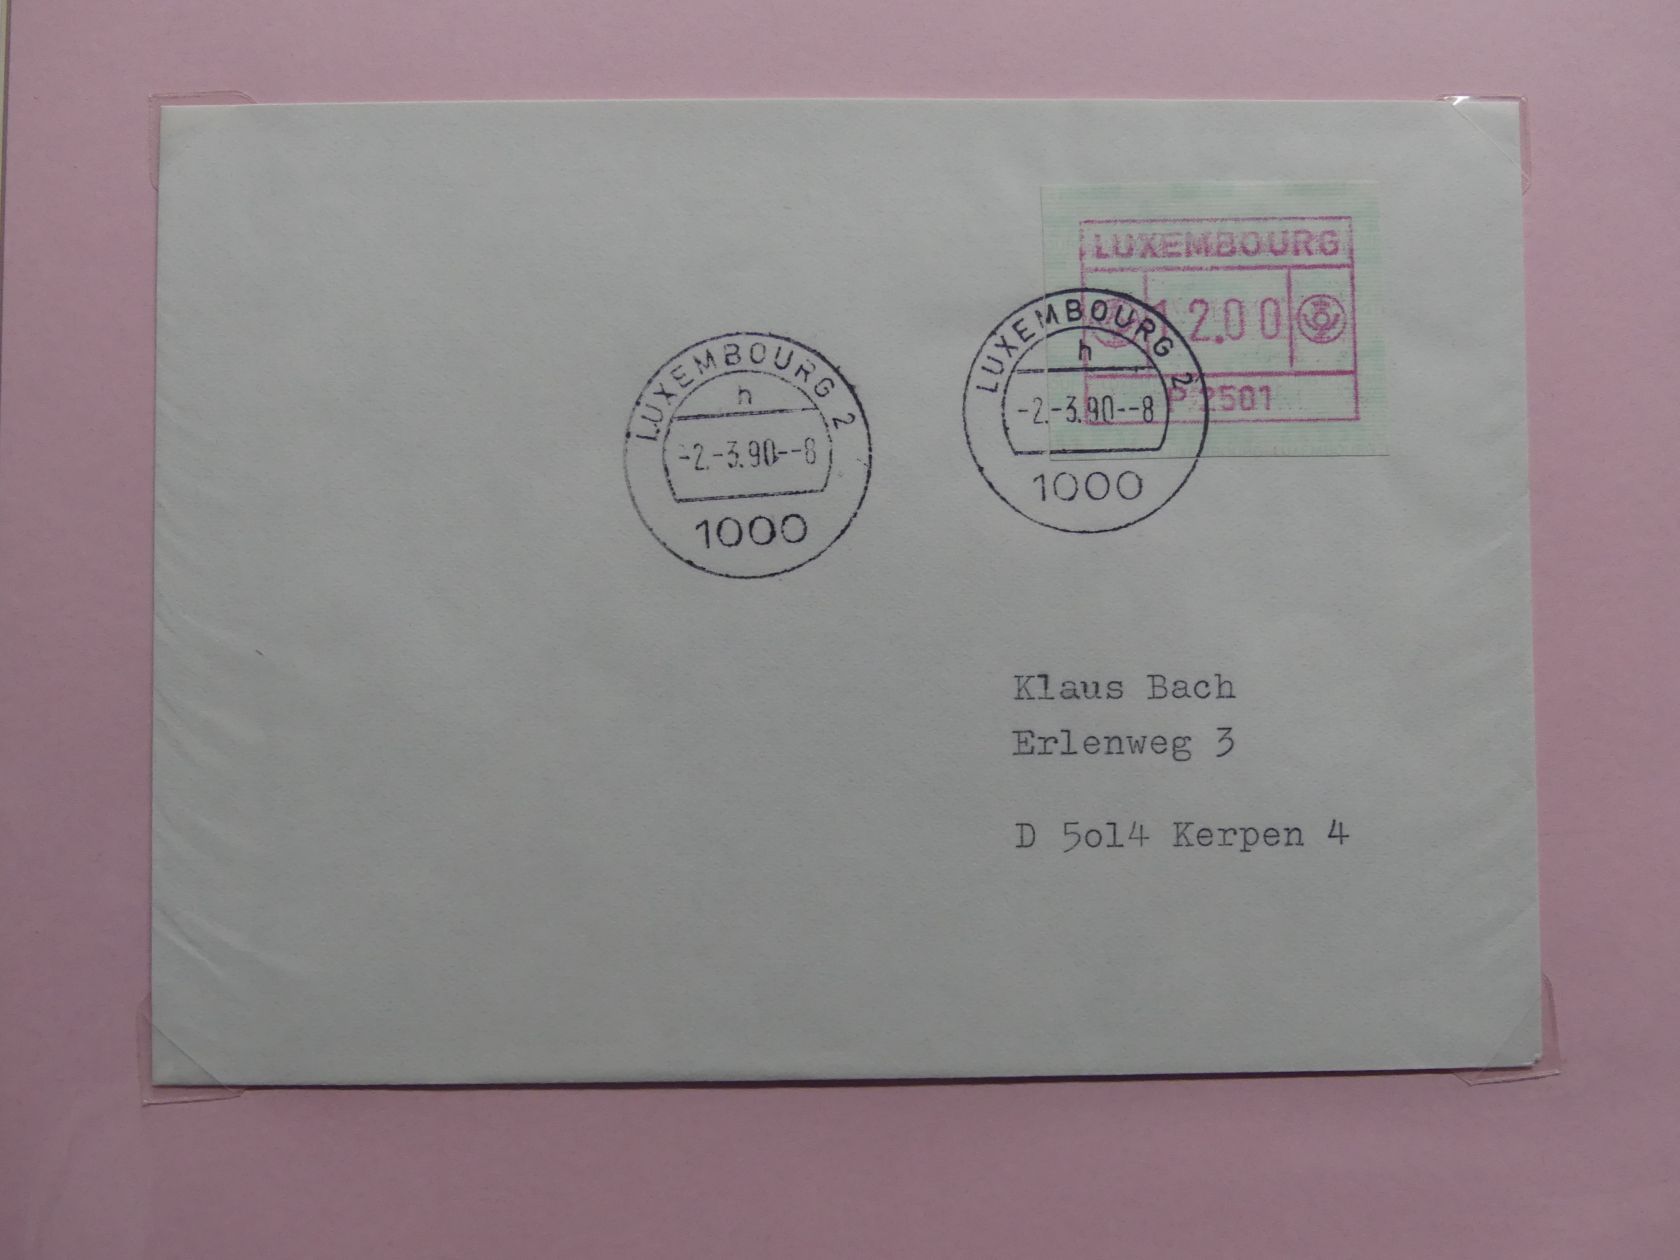 LUXEMBOURG
12.00
P 2501
LUXEMBOURG 2
h
-2.-3.90--8
1000
LUXEMBOURG 2
h
-2.-3.90--8
1000
Klaus Bach
Erlenweg 3
D 5ol4 Kerpen 4